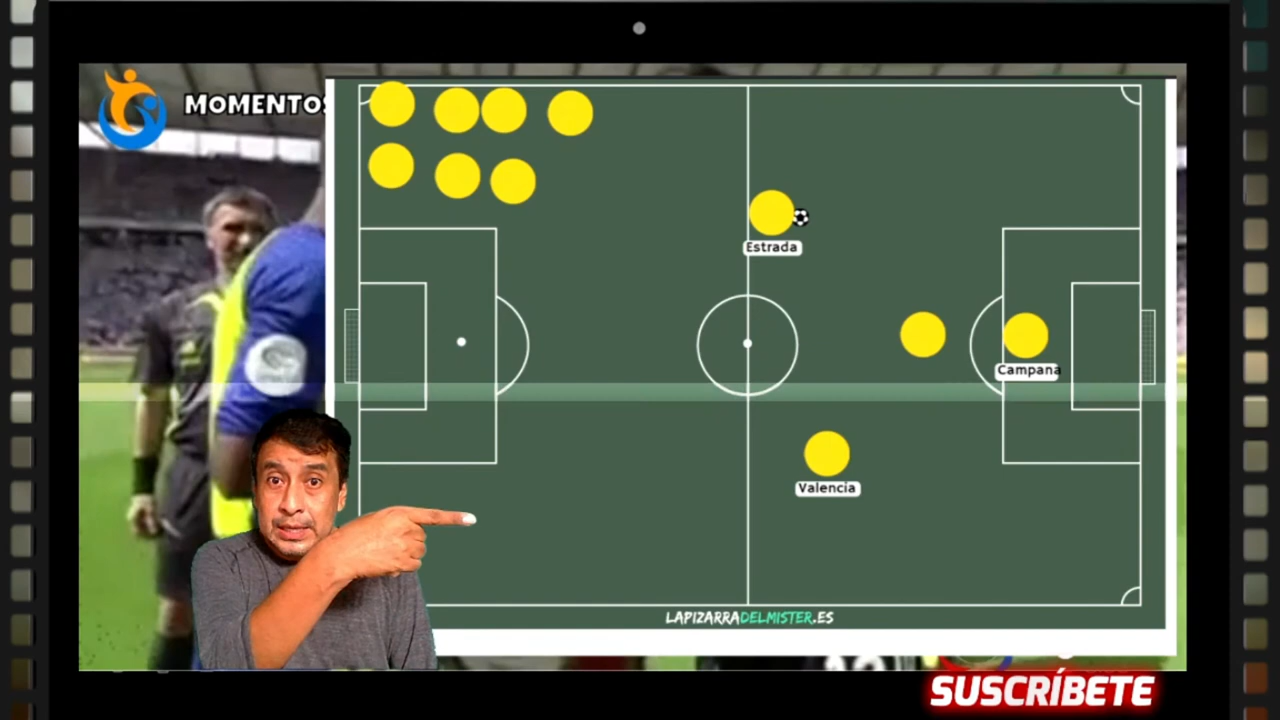 MOMENTOS
Estrada
Campana
Valencia
LAPIZARRADELMISTER.ES
SUSCRÍBETE